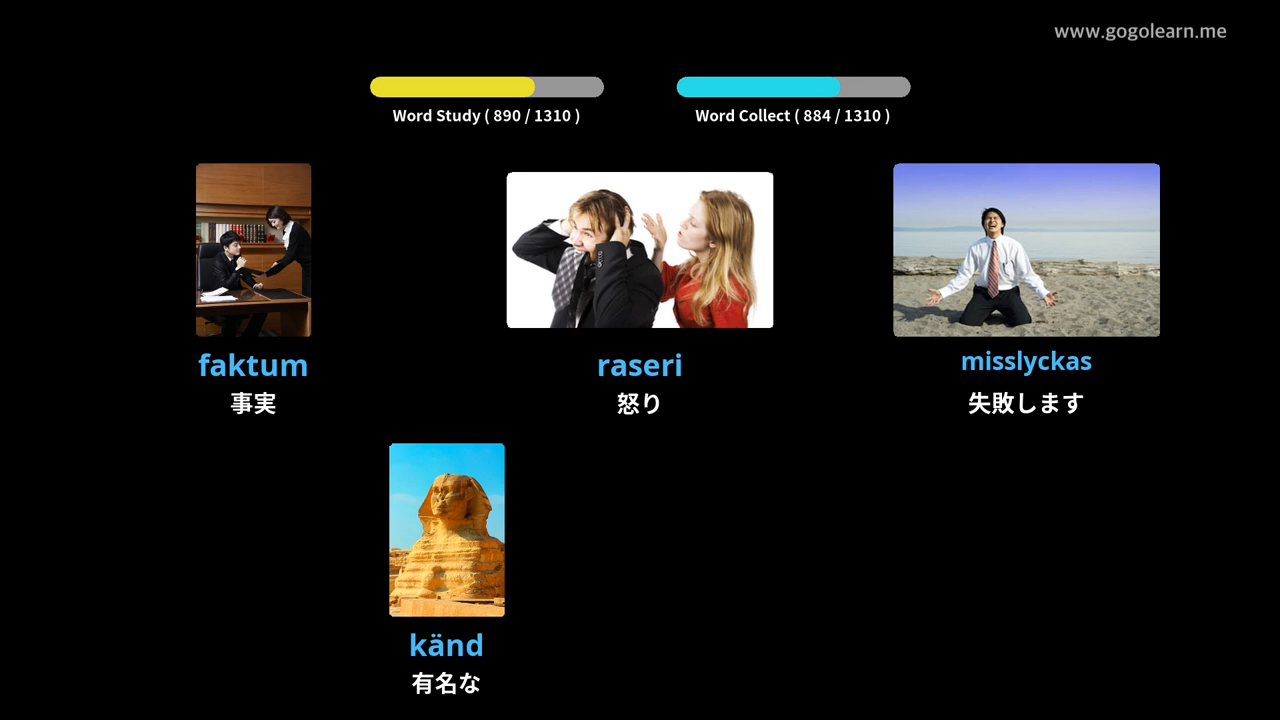 www.gogolearn.me
Word Study ( 890 / 1310 )
Word Collect ( 884 / 1310 )
faktum
事実
raseri
怒り
misslyckas
失敗します
känd
有名な